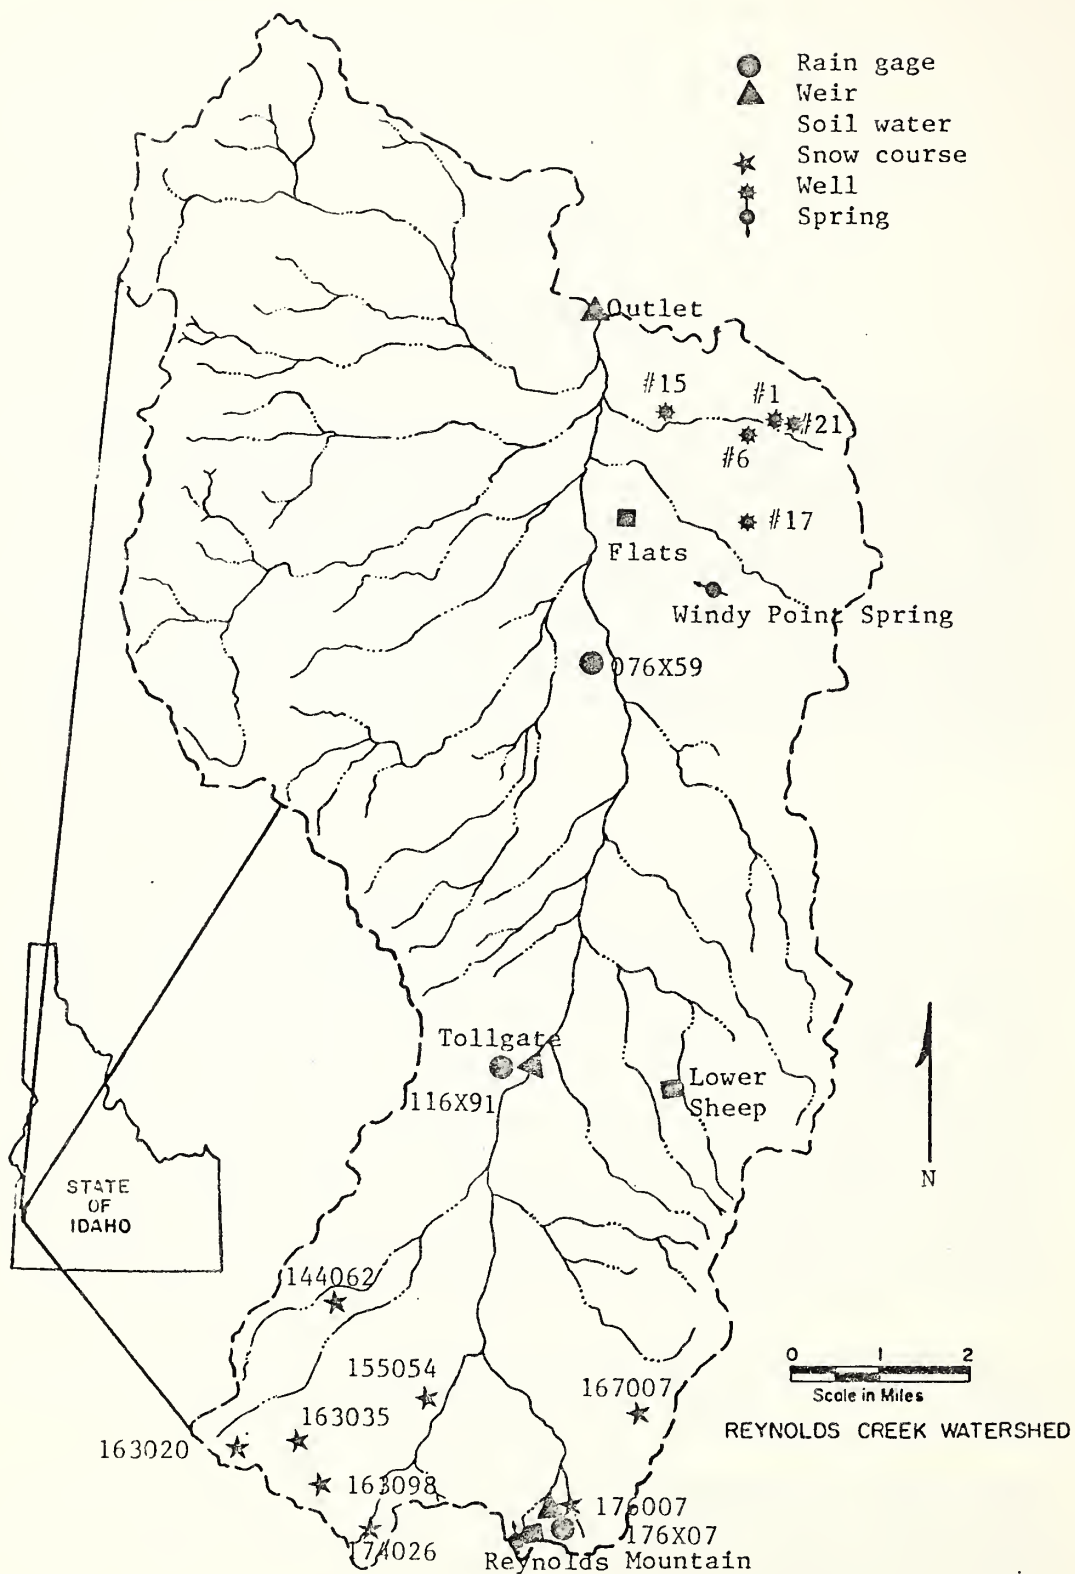 Rain gage
Weir
Soil water
Snow course
Well
Spring
Outlet
#15
#1
#21
#6
#17
Flats
Windy Point Spring
076X59
Tollgate
116X91
Lower
Sheep
N
STATE
OF
IDAHO
144062
155054
167007
163035
163020
163098
176007
174026
176X07
Reynolds Mountain
0 1 2
Scale in Miles
REYNOLDS CREEK WATERSHED